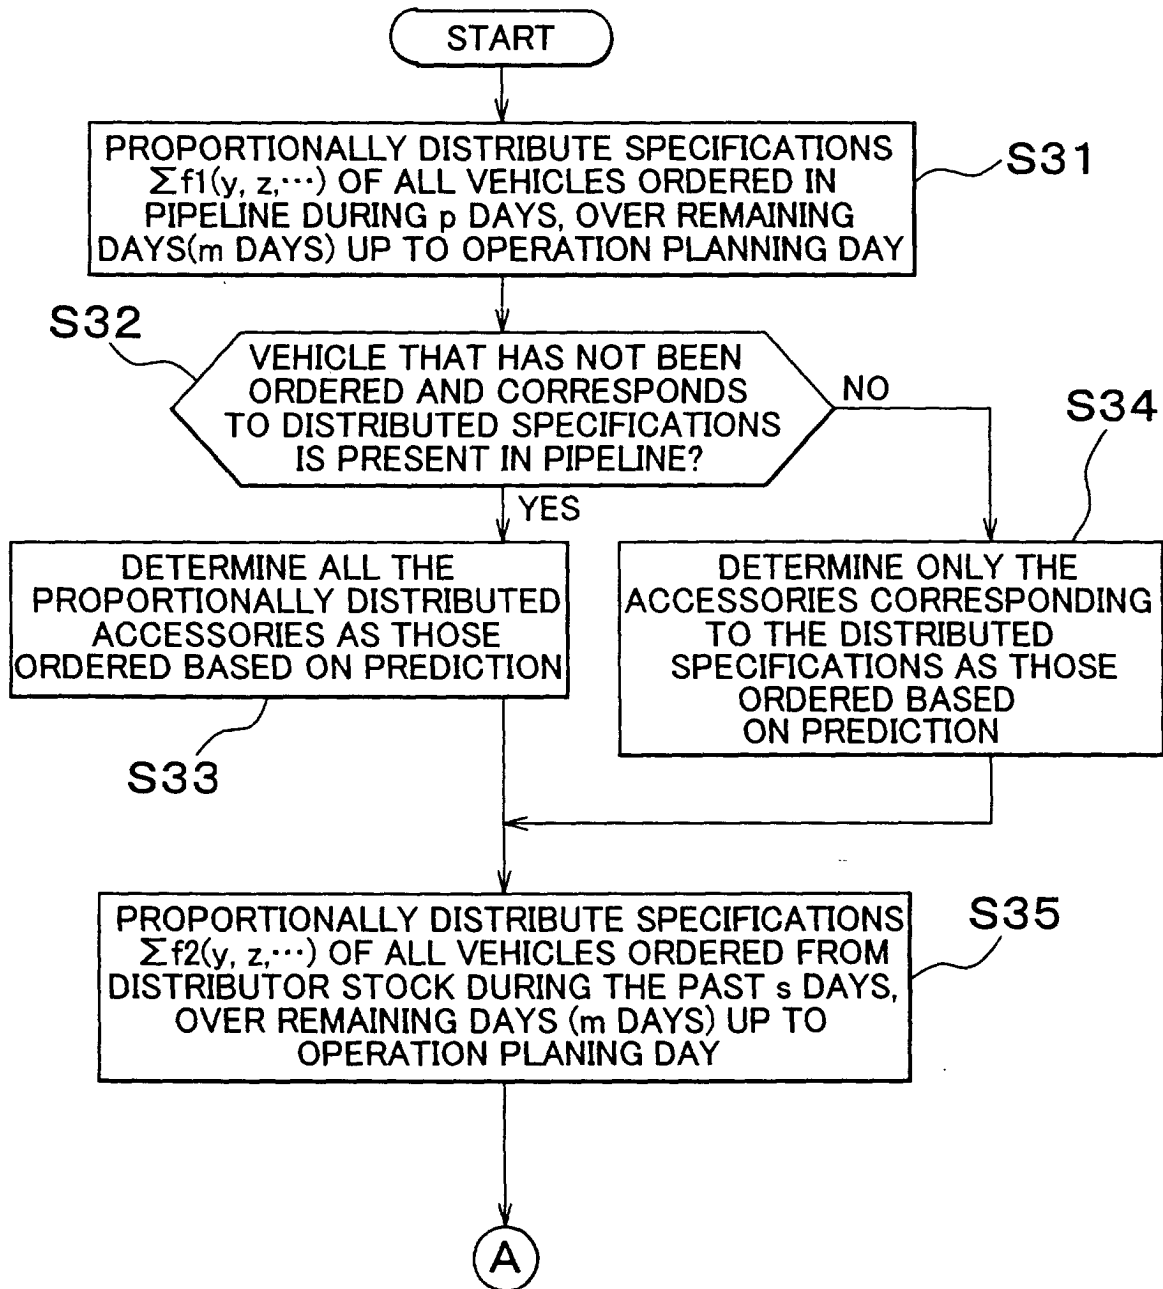 START
PROPORTIONALLY DISTRIBUTE SPECIFICATIONS
Σf1(y, z,⋯) OF ALL VEHICLES ORDERED IN
PIPELINE DURING p DAYS, OVER REMAINING
DAYS(m DAYS) UP TO OPERATION PLANNING DAY
S31
S32
VEHICLE THAT HAS NOT BEEN
ORDERED AND CORRESPONDS
TO DISTRIBUTED SPECIFICATIONS
IS PRESENT IN PIPELINE?
NO
YES
S34
DETERMINE ALL THE
PROPORTIONALLY DISTRIBUTED
ACCESSORIES AS THOSE
ORDERED BASED ON PREDICTION
S33
DETERMINE ONLY THE
ACCESSORIES CORRESPONDING
TO THE DISTRIBUTED
SPECIFICATIONS AS THOSE
ORDERED BASED
ON PREDICTION
PROPORTIONALLY DISTRIBUTE SPECIFICATIONS
Σf2(y, z,⋯) OF ALL VEHICLES ORDERED FROM
DISTRIBUTOR STOCK DURING THE PAST s DAYS,
OVER REMAINING DAYS (m DAYS) UP TO
OPERATION PLANING DAY
S35
A